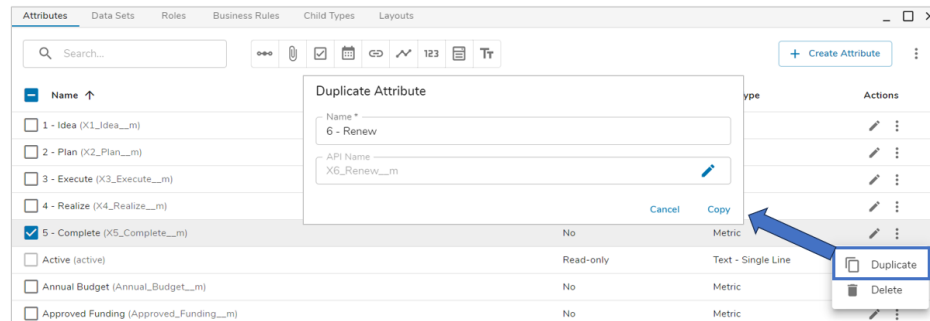 Attributes Data Sets Roles Business Rules Child Types Layouts
Search... 123 Tт + Create Attribute
Name ↑ ype Actions
Duplicate Attribute
Name *
6 - Renew
API Name
X6_Renew__m
Cancel Copy
1 - Idea (X1_Idea__m)
2 - Plan (X2_Plan__m)
3 - Execute (X3_Execute__m)
4 - Realize (X4_Realize__m)
5 - Complete (X5_Complete__m) No Metric
Active (active) Read-only Text - Single Line
Duplicate
Annual Budget (Annual_Budget__m) No Metric
Delete
Approved Funding (Approved_Funding__m) No Metric